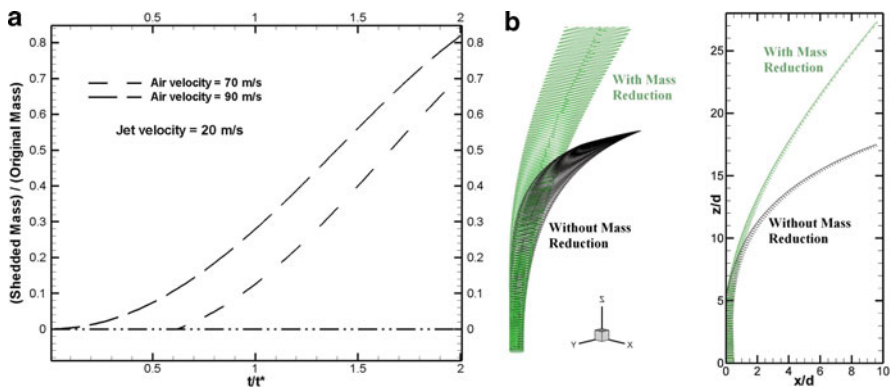 a
0.5
1
1.5
2
0.8
0.7
0.6
0.5
0.4
0.3
0.2
0.1
0
(Shedded Mass) / (Original Mass)
Air velocity = 70 m/s
Air velocity = 90 m/s
Jet velocity = 20 m/s
0.8
0.7
0.6
0.5
0.4
0.3
0.2
0.1
0
0.5
1
1.5
2
t/t*
b
With Mass
Reduction
Without Mass
Reduction
Z
Y
X
25
20
15
10
5
0
z/d
With Mass
Reduction
Without Mass
Reduction
0
2
4
6
8
10
x/d